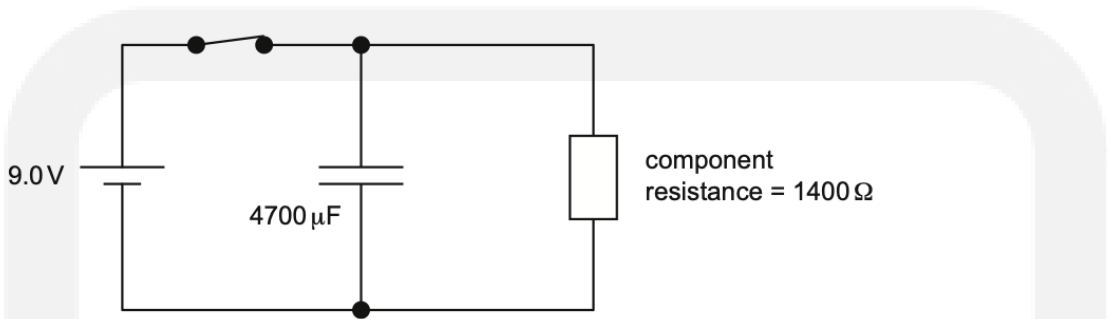 component
9.0 V
resistance = 1400 Ω
4700 μF